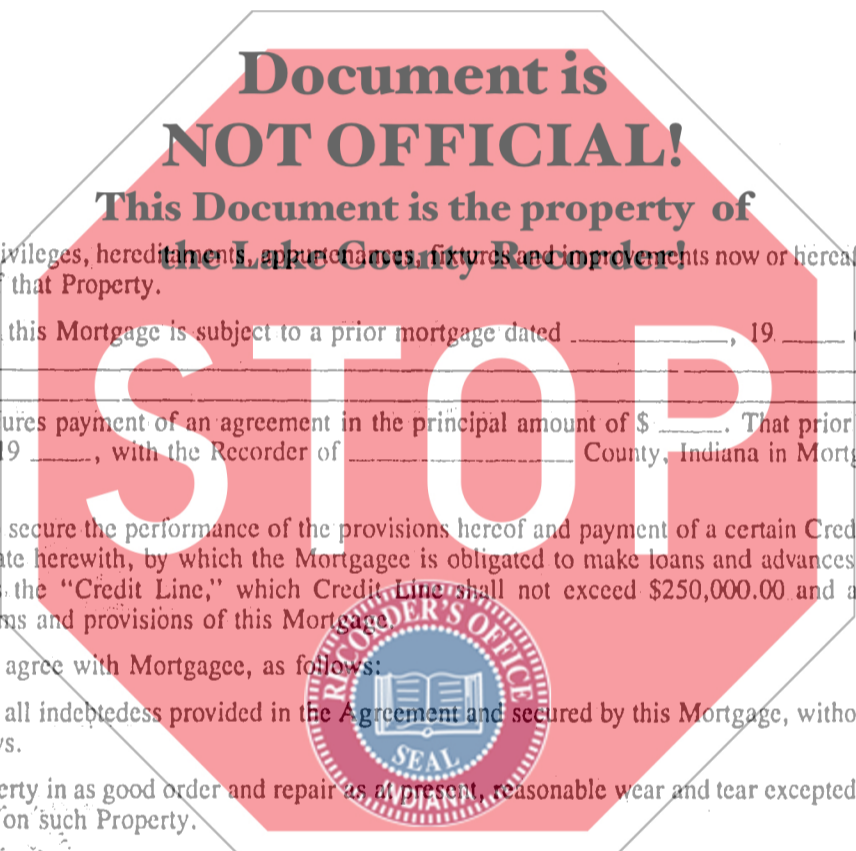 Document is
NOT OFFICIAL!
This Document is the property of
the Lake County Recorder!
ivileges, hereditaments, appurtenances, fixtures and improvements now or hereaf
that Property.
this Mortgage is subject to a prior mortgage dated ____________, 19 _____
ures payment of an agreement in the principal amount of $ _____. That prior
19 _____, with the Recorder of _________________ County, Indiana in Mortg
STOP
secure the performance of the provisions hereof and payment of a certain Cred
ate herewith, by which the Mortgagee is obligated to make loans and advances
the "Credit Line," which Credit Line shall not exceed $250,000.00 and a
ms and provisions of this Mortgage.
agree with Mortgagee, as follows:
all indebtedess provided in the Agreement and secured by this Mortgage, witho
vs.
erty in as good order and repair as at present, reasonable wear and tear excepted
on such Property.
RECORDER'S OFFICE
SEAL
INDIANA